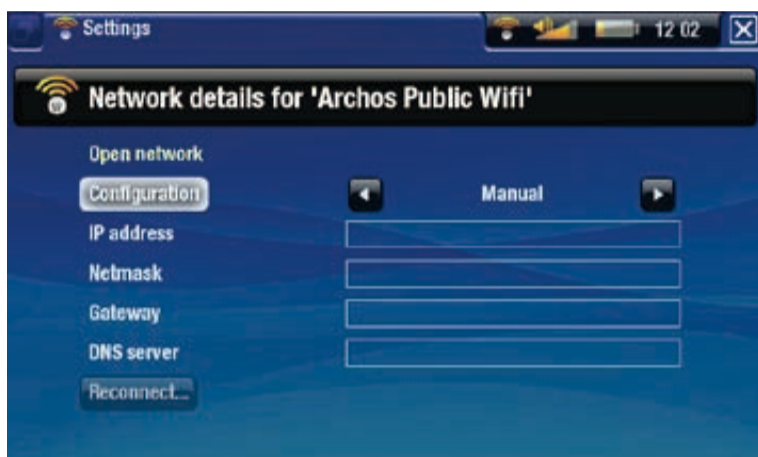 Settings
12 02
Network details for 'Archos Public Wifi'
Open network
Configuration
Manual
IP address
Netmask
Gateway
DNS server
Reconnect...